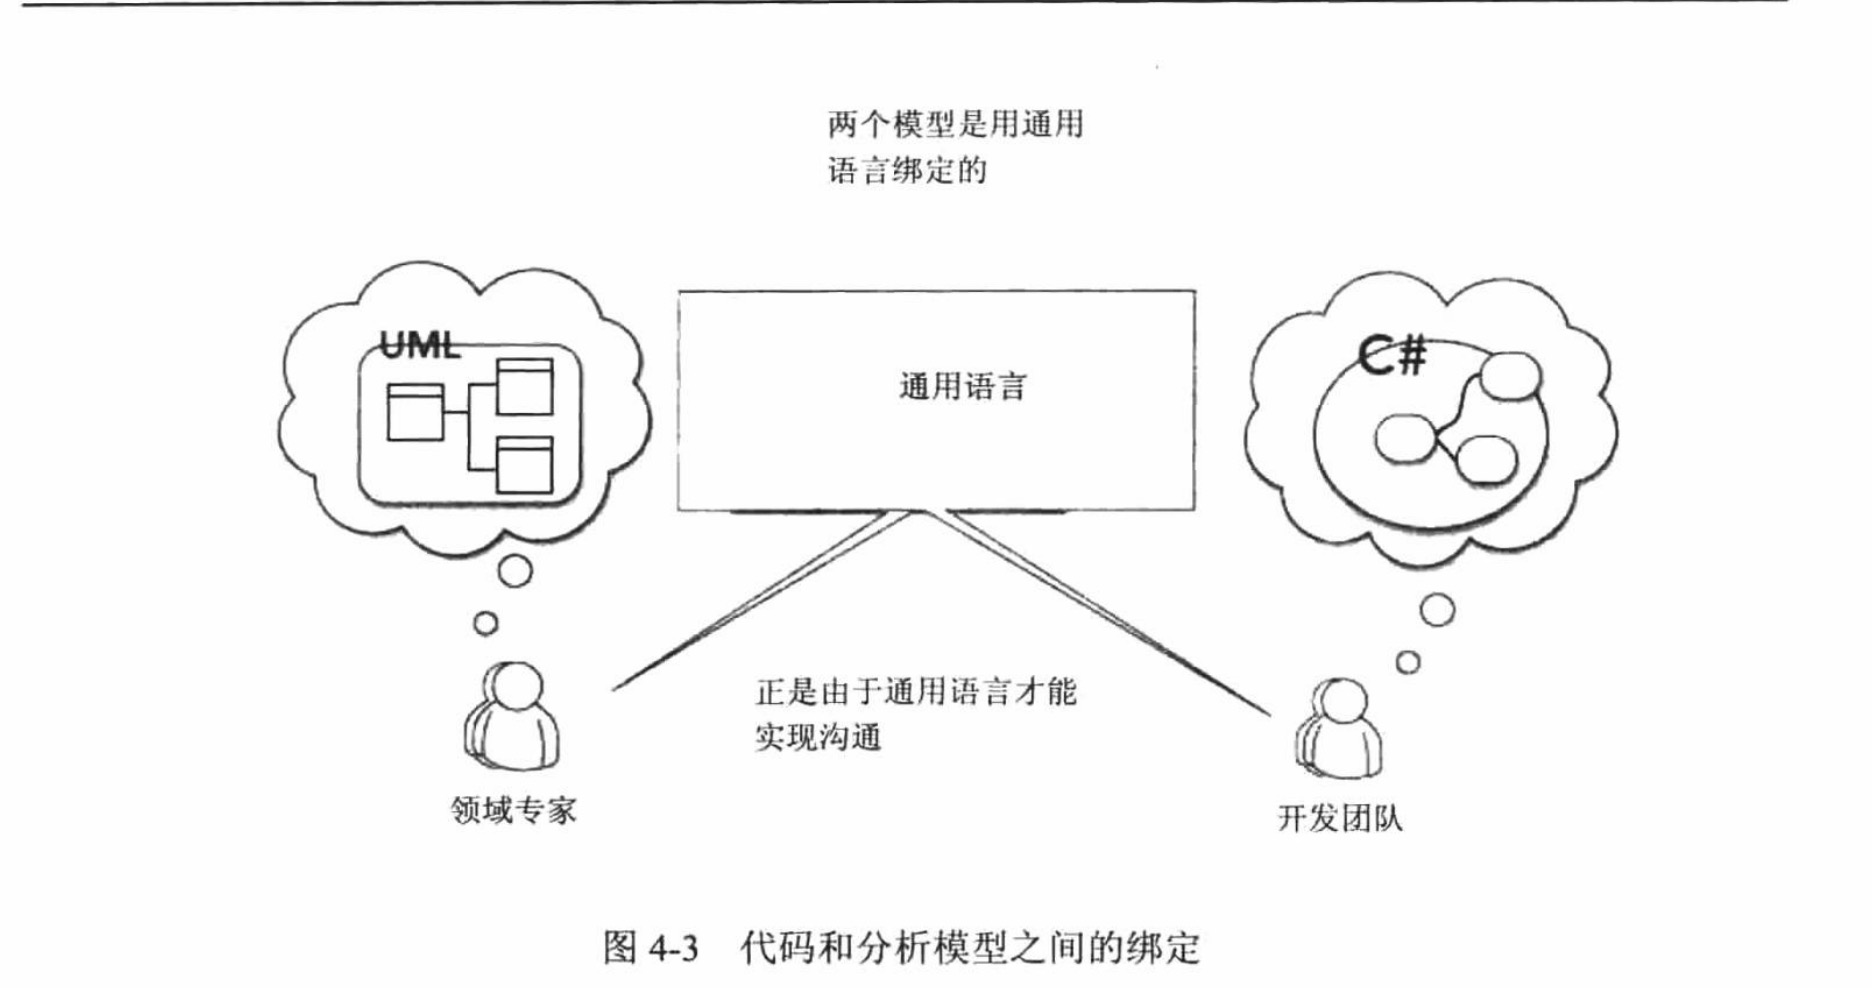 两个模型是用通用
语言绑定的
UML
通用语言
C#
正是由于通用语言才能
实现沟通
领域专家
开发团队
图 4-3 代码和分析模型之间的绑定